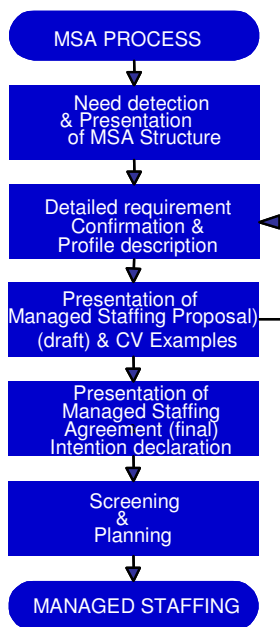 MSA PROCESS
Need detection
& Presentation
of MSA Structure
Detailed requirement
Confirmation &
Profile description
Presentation of
Managed Staffing Proposal)
(draft) & CV Examples
Presentation of
Managed Staffing
Agreement (final)
Intention declaration
Screening
&
Planning
MANAGED STAFFING